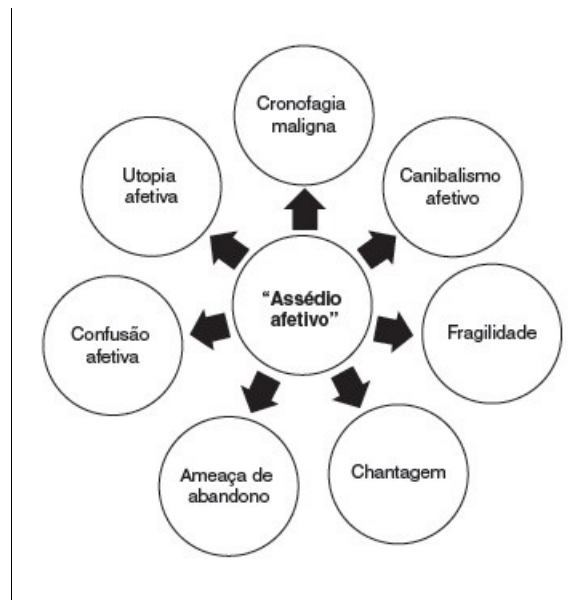 Cronofagia
maligna
Utopia
afetiva
Canibalismo
afetivo
“Assédio
afetivo”
Confusão
afetiva
Fragilidade
Ameaça de
abandono
Chantagem